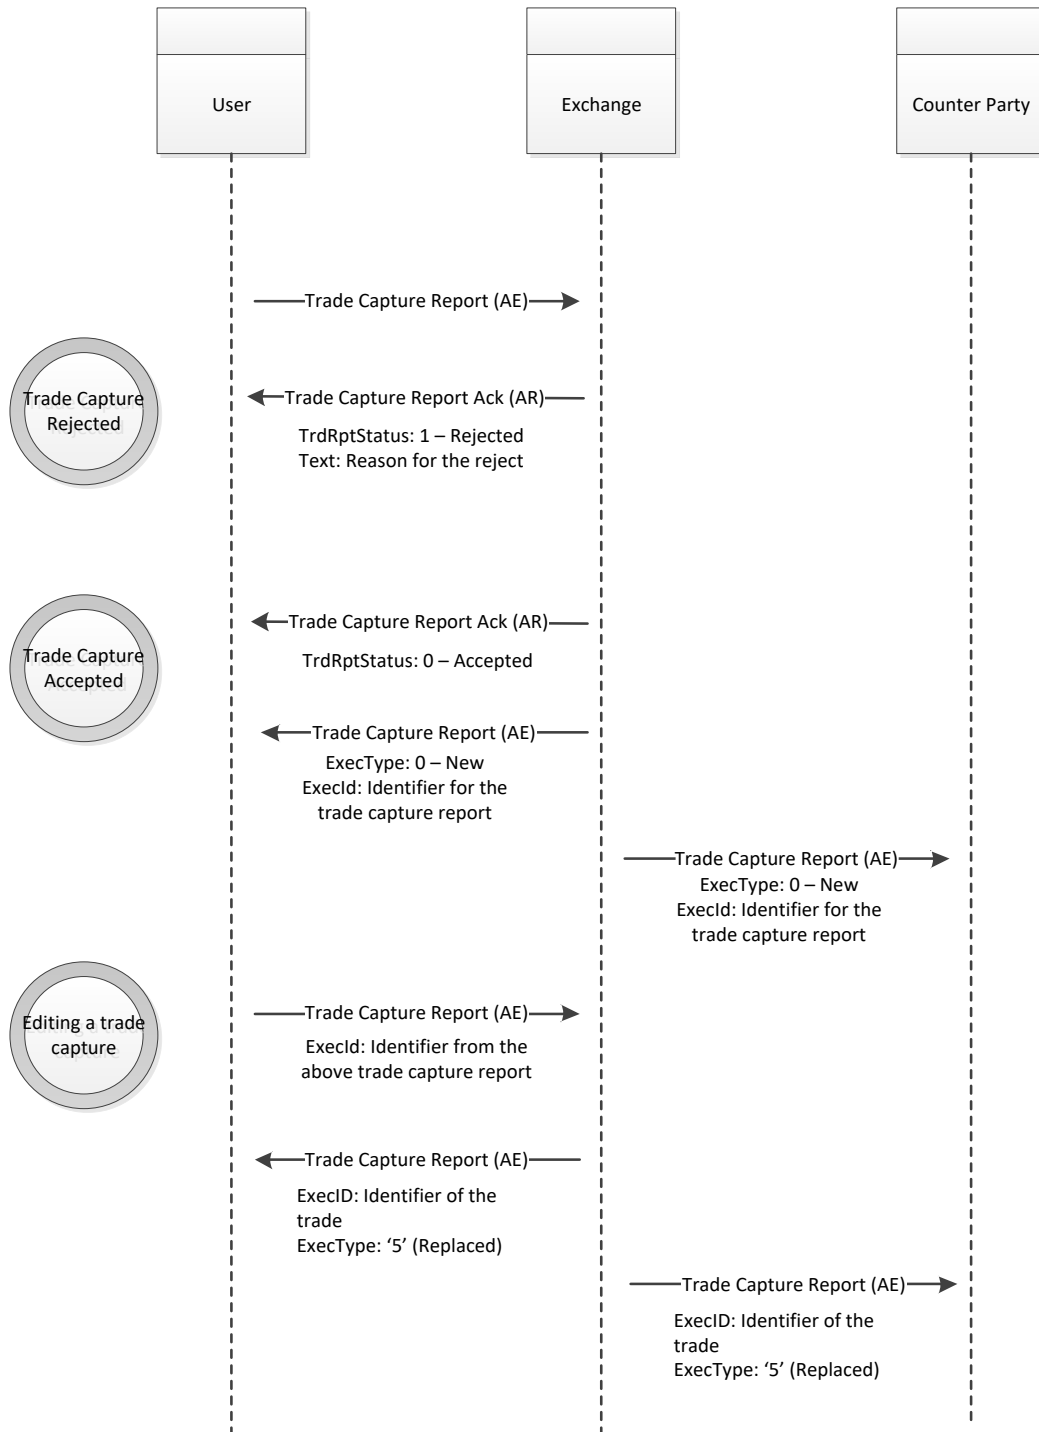 User
Exchange
Counter Party
Trade Capture Report (AE)
Trade Capture
Rejected
Trade Capture Report Ack (AR)
TrdRptStatus: 1 – Rejected
Text: Reason for the reject
Trade Capture
Accepted
Trade Capture Report Ack (AR)
TrdRptStatus: 0 – Accepted
Trade Capture Report (AE)
ExecType: 0 – New
ExecId: Identifier for the
trade capture report
Trade Capture Report (AE)
ExecType: 0 – New
ExecId: Identifier for the
trade capture report
Editing a trade
capture
Trade Capture Report (AE)
ExecId: Identifier from the
above trade capture report
Trade Capture Report (AE)
ExecID: Identifier of the
trade
ExecType: ‘5’ (Replaced)
Trade Capture Report (AE)
ExecID: Identifier of the
trade
ExecType: ‘5’ (Replaced)